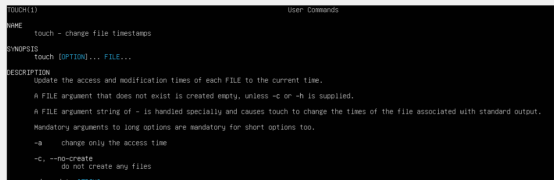 TOUCH(1) User Commands
NAME
touch - change file timestamps
SYNOPSIS
touch [OPTION]... FILE...
DESCRIPTION
Update the access and modification times of each FILE to the current time.
A FILE argument that does not exist is created empty, unless -c or -h is supplied.
A FILE argument string of - is handled specially and causes touch to change the times of the file associated with standard output.
Mandatory arguments to long options are mandatory for short options too.
-a change only the access time
-c, --no-create
do not create any files